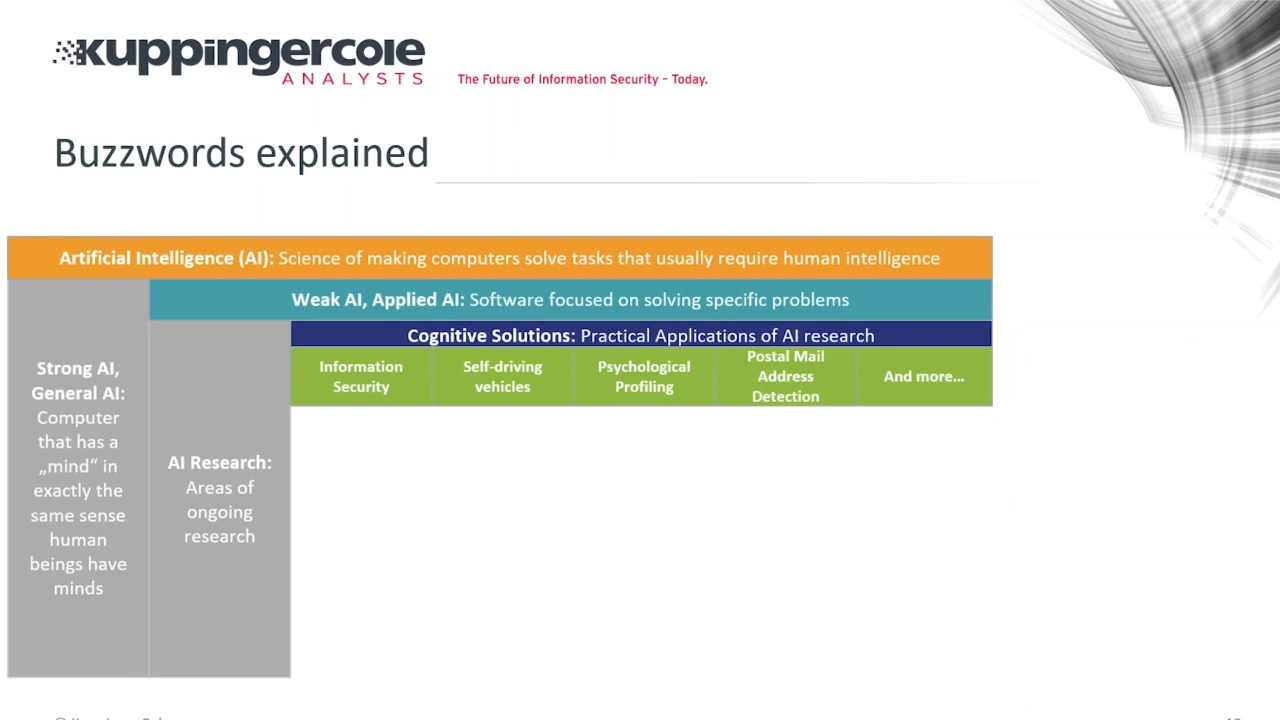 kuppingercole
ANALYSTS
The Future of Information Security – Today.
Buzzwords explained
Artificial Intelligence (AI): Science of making computers solve tasks that usually require human intelligence
Weak AI, Applied AI: Software focused on solving specific problems
Cognitive Solutions: Practical Applications of AI research
Information
Security
Self-driving
vehicles
Psychological
Profiling
Postal Mail
Address
Detection
And more…
Strong AI,
General AI:
Computer
that has a
„mind“ in
exactly the
same sense
human
beings have
minds
AI Research:
Areas of
ongoing
research